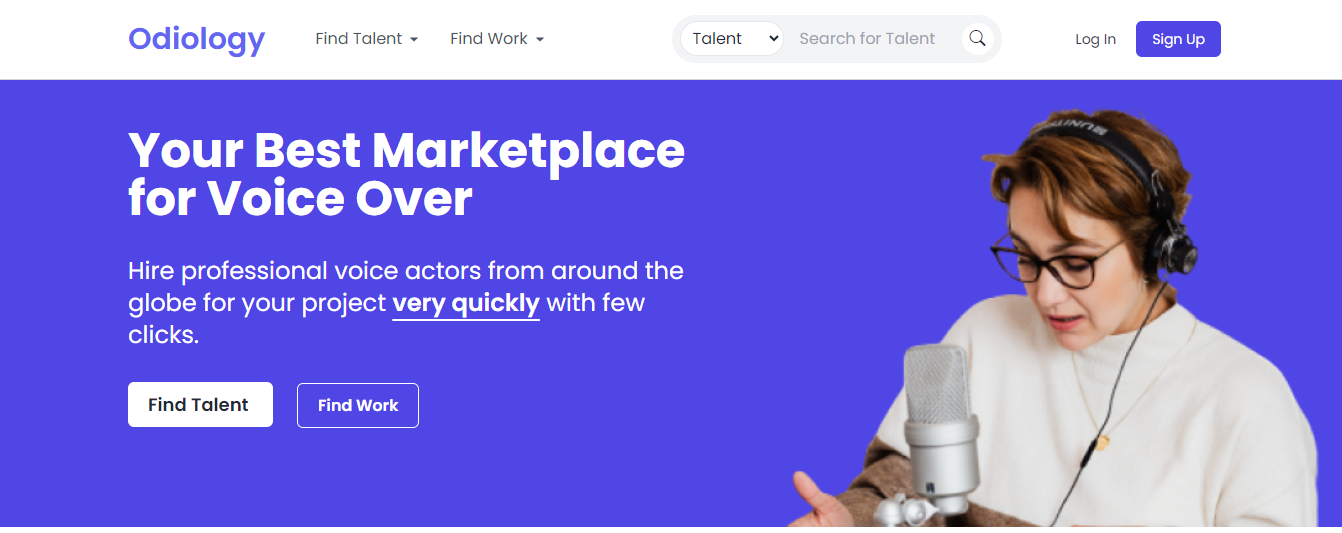 Odiology
Find Talent
Find Work
Talent
Search for Talent
Log In
Sign Up
Your Best Marketplace
for Voice Over
Hire professional voice actors from around the
globe for your project very quickly with few
clicks.
Find Talent
Find Work